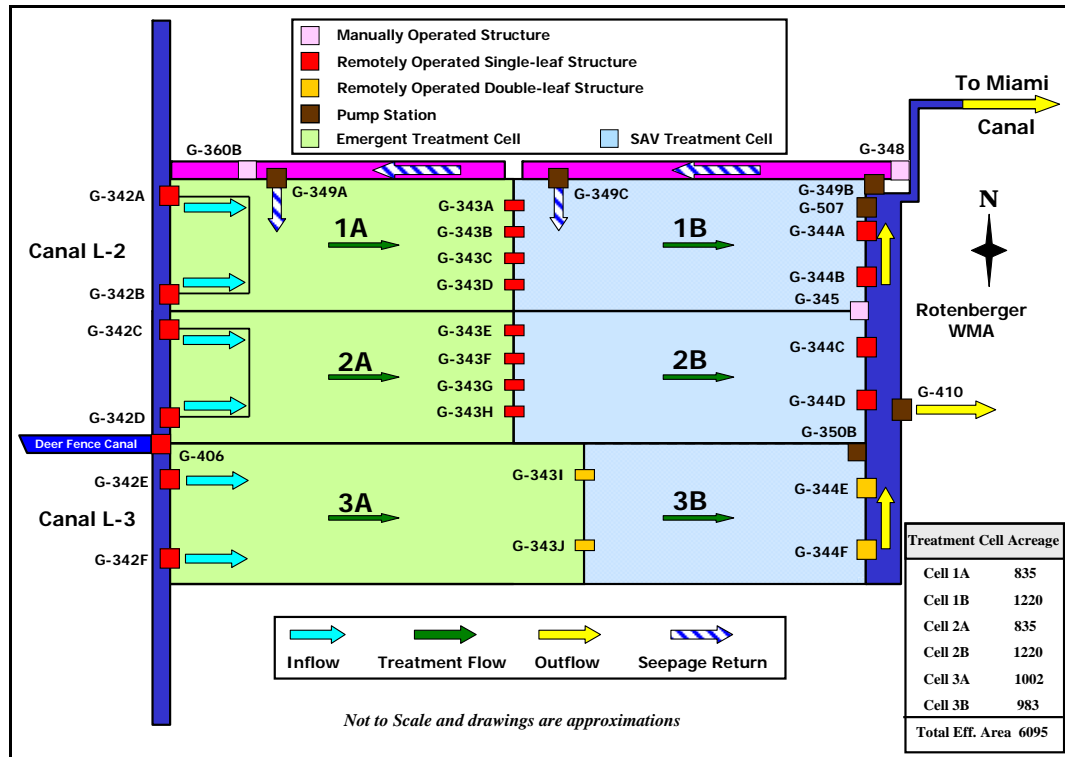 Manually Operated Structure
Remotely Operated Single-leaf Structure
Remotely Operated Double-leaf Structure
Pump Station
Emergent Treatment Cell
SAV Treatment Cell
To Miami
Canal
G-360B
G-348
G-342A
G-349A
G-349C
G-349B
G-507
G-343A
G-343B
G-343C
G-343D
G-344A
G-344B
G-345
1A
1B
N
Canal L-2
Rotenberger
WMA
G-342B
G-342C
G-343E
G-343F
G-343G
G-343H
2A
2B
G-344C
G-344D
G-410
G-342D
Deer Fence Canal
G-406
G-350B
G-342E
G-343I
G-344E
3A
3B
Canal L-3
G-342F
G-343J
G-344F
Treatment Cell Acreage
Cell 1A 835
Cell 1B 1220
Cell 2A 835
Cell 2B 1220
Cell 3A 1002
Cell 3B 983
Total Eff. Area 6095
Inflow
Treatment Flow
Outflow
Seepage Return
Not to Scale and drawings are approximations